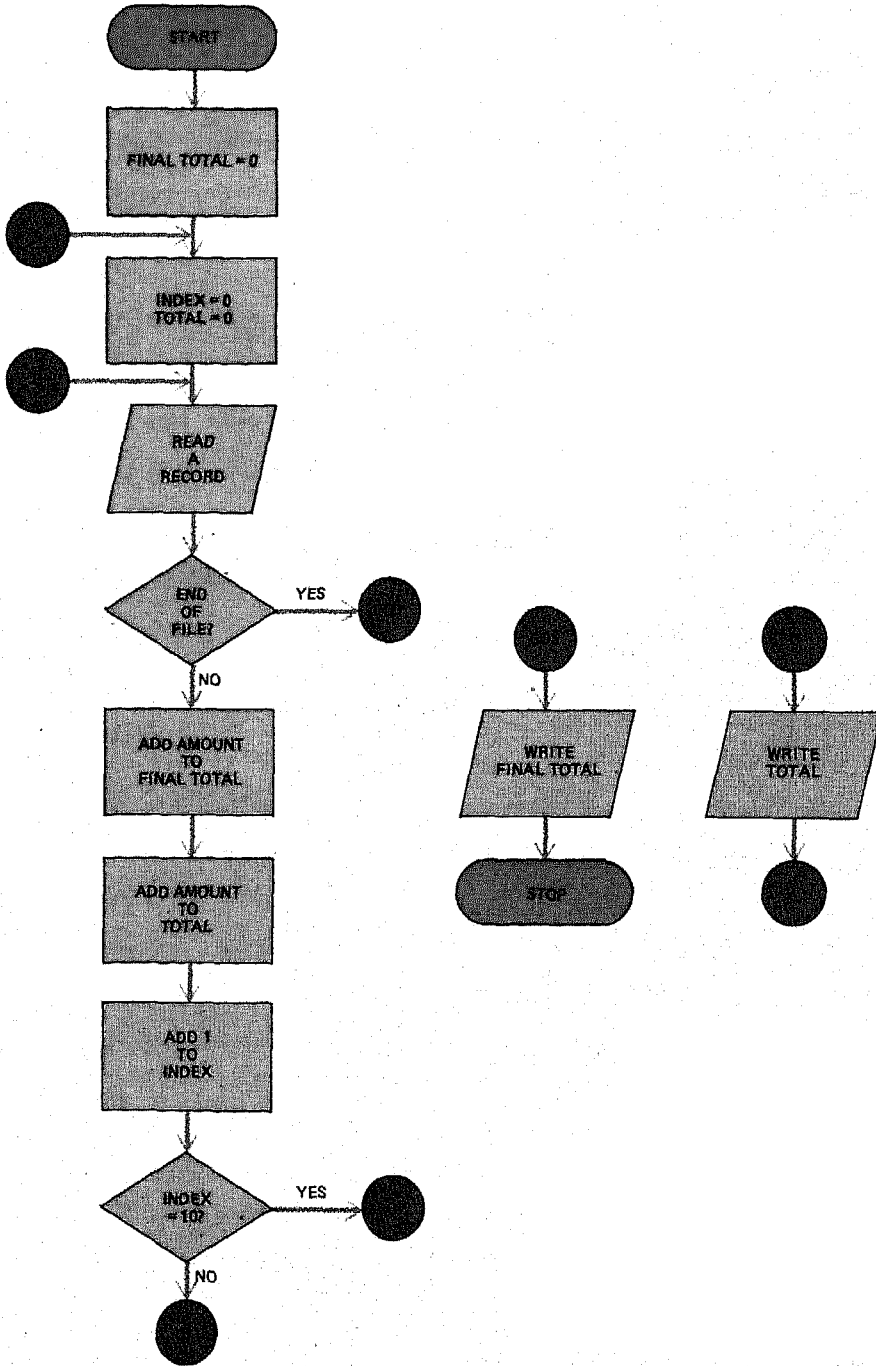 START
FINAL TOTAL = 0
INDEX = 0
TOTAL = 0
READ
A
RECORD
END
OF
FILE?
YES
NO
ADD AMOUNT
TO
FINAL TOTAL
ADD AMOUNT
TO
TOTAL
ADD 1
TO
INDEX
INDEX
= 10?
YES
NO
WRITE
FINAL TOTAL
STOP
WRITE
TOTAL